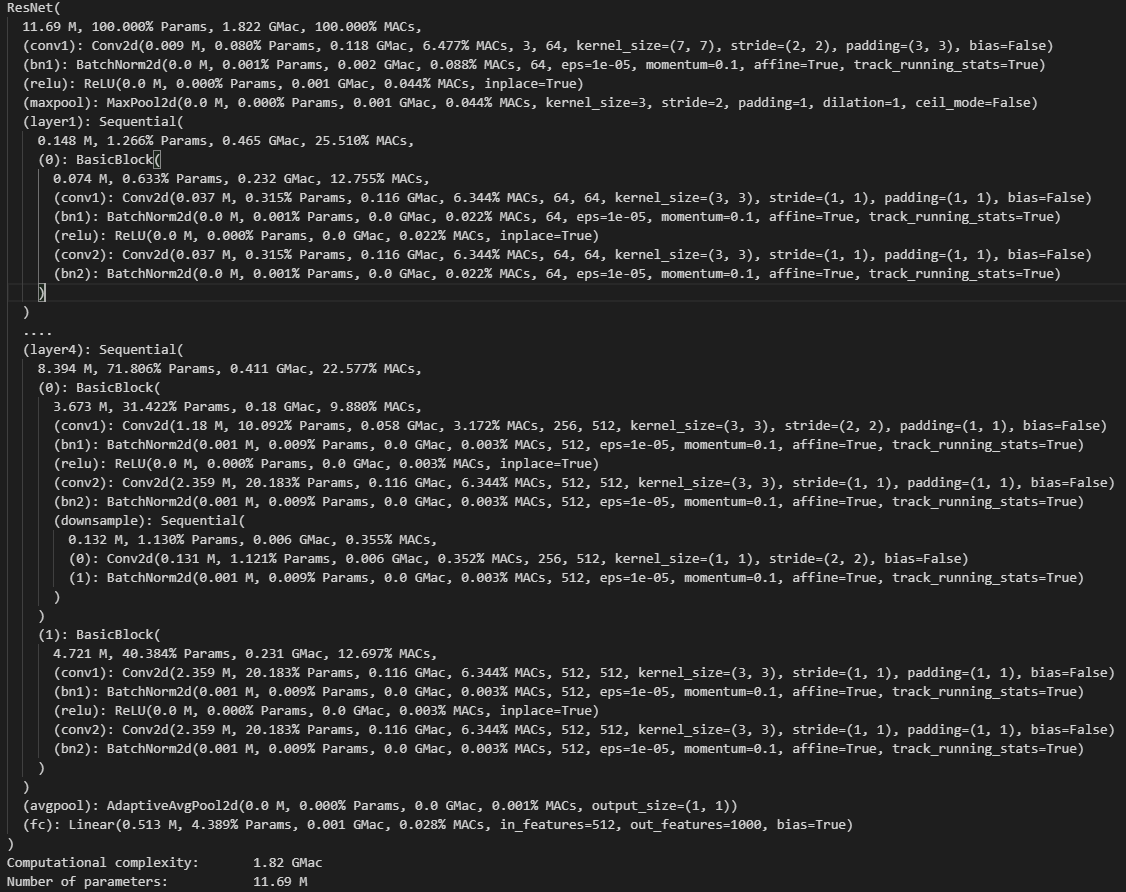 ResNet(
  11.69 M, 100.000% Params, 1.822 GMac, 100.000% MACs,
  (conv1): Conv2d(0.009 M, 0.080% Params, 0.118 GMac, 6.477% MACs, 3, 64, kernel_size=(7, 7), stride=(2, 2), padding=(3, 3), bias=False)
  (bn1): BatchNorm2d(0.0 M, 0.001% Params, 0.002 GMac, 0.088% MACs, 64, eps=1e-05, momentum=0.1, affine=True, track_running_stats=True)
  (relu): ReLU(0.0 M, 0.000% Params, 0.001 GMac, 0.044% MACs, inplace=True)
  (maxpool): MaxPool2d(0.0 M, 0.000% Params, 0.001 GMac, 0.044% MACs, kernel_size=3, stride=2, padding=1, dilation=1, ceil_mode=False)
  (layer1): Sequential(
    0.148 M, 1.266% Params, 0.465 GMac, 25.510% MACs,
    (0): BasicBlock(
      0.074 M, 0.633% Params, 0.232 GMac, 12.755% MACs,
      (conv1): Conv2d(0.037 M, 0.315% Params, 0.116 GMac, 6.344% MACs, 64, 64, kernel_size=(3, 3), stride=(1, 1), padding=(1, 1), bias=False)
      (bn1): BatchNorm2d(0.0 M, 0.001% Params, 0.0 GMac, 0.022% MACs, 64, eps=1e-05, momentum=0.1, affine=True, track_running_stats=True)
      (relu): ReLU(0.0 M, 0.000% Params, 0.0 GMac, 0.022% MACs, inplace=True)
      (conv2): Conv2d(0.037 M, 0.315% Params, 0.116 GMac, 6.344% MACs, 64, 64, kernel_size=(3, 3), stride=(1, 1), padding=(1, 1), bias=False)
      (bn2): BatchNorm2d(0.0 M, 0.001% Params, 0.0 GMac, 0.022% MACs, 64, eps=1e-05, momentum=0.1, affine=True, track_running_stats=True)
    )
  )
  ....
  (layer4): Sequential(
    8.394 M, 71.806% Params, 0.411 GMac, 22.577% MACs,
    (0): BasicBlock(
      3.673 M, 31.422% Params, 0.18 GMac, 9.880% MACs,
      (conv1): Conv2d(1.18 M, 10.092% Params, 0.058 GMac, 3.172% MACs, 256, 512, kernel_size=(3, 3), stride=(2, 2), padding=(1, 1), bias=False)
      (bn1): BatchNorm2d(0.001 M, 0.009% Params, 0.0 GMac, 0.003% MACs, 512, eps=1e-05, momentum=0.1, affine=True, track_running_stats=True)
      (relu): ReLU(0.0 M, 0.000% Params, 0.0 GMac, 0.003% MACs, inplace=True)
      (conv2): Conv2d(2.359 M, 20.183% Params, 0.116 GMac, 6.344% MACs, 512, 512, kernel_size=(3, 3), stride=(1, 1), padding=(1, 1), bias=False)
      (bn2): BatchNorm2d(0.001 M, 0.009% Params, 0.0 GMac, 0.003% MACs, 512, eps=1e-05, momentum=0.1, affine=True, track_running_stats=True)
      (downsample): Sequential(
        0.132 M, 1.130% Params, 0.006 GMac, 0.355% MACs,
        (0): Conv2d(0.131 M, 1.121% Params, 0.006 GMac, 0.352% MACs, 256, 512, kernel_size=(1, 1), stride=(2, 2), bias=False)
        (1): BatchNorm2d(0.001 M, 0.009% Params, 0.0 GMac, 0.003% MACs, 512, eps=1e-05, momentum=0.1, affine=True, track_running_stats=True)
      )
    )
    (1): BasicBlock(
      4.721 M, 40.384% Params, 0.231 GMac, 12.697% MACs,
      (conv1): Conv2d(2.359 M, 20.183% Params, 0.116 GMac, 6.344% MACs, 512, 512, kernel_size=(3, 3), stride=(1, 1), padding=(1, 1), bias=False)
      (bn1): BatchNorm2d(0.001 M, 0.009% Params, 0.0 GMac, 0.003% MACs, 512, eps=1e-05, momentum=0.1, affine=True, track_running_stats=True)
      (relu): ReLU(0.0 M, 0.000% Params, 0.0 GMac, 0.003% MACs, inplace=True)
      (conv2): Conv2d(2.359 M, 20.183% Params, 0.116 GMac, 6.344% MACs, 512, 512, kernel_size=(3, 3), stride=(1, 1), padding=(1, 1), bias=False)
      (bn2): BatchNorm2d(0.001 M, 0.009% Params, 0.0 GMac, 0.003% MACs, 512, eps=1e-05, momentum=0.1, affine=True, track_running_stats=True)
    )
  )
  (avgpool): AdaptiveAvgPool2d(0.0 M, 0.000% Params, 0.0 GMac, 0.001% MACs, output_size=(1, 1))
  (fc): Linear(0.513 M, 4.389% Params, 0.001 GMac, 0.028% MACs, in_features=512, out_features=1000, bias=True)
)
Computational complexity:       1.82 GMac
Number of parameters:           11.69 M